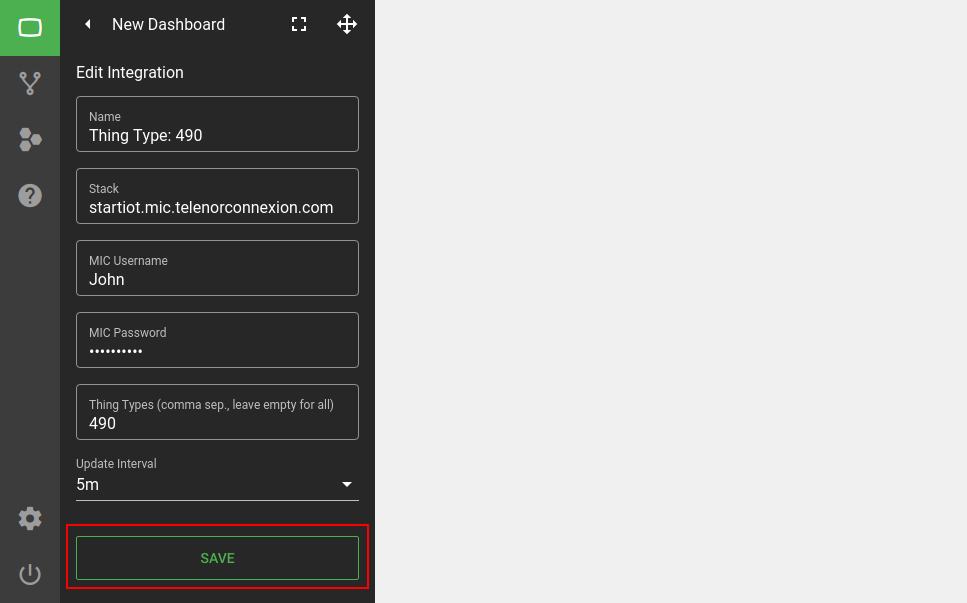 New Dashboard
Edit Integration
Name
Thing Type: 490
Stack
startiot.mic.telenorconnexion.com
MIC Username
John
MIC Password
••••••••••
Thing Types (comma sep., leave empty for all)
490
Update Interval
5m
SAVE